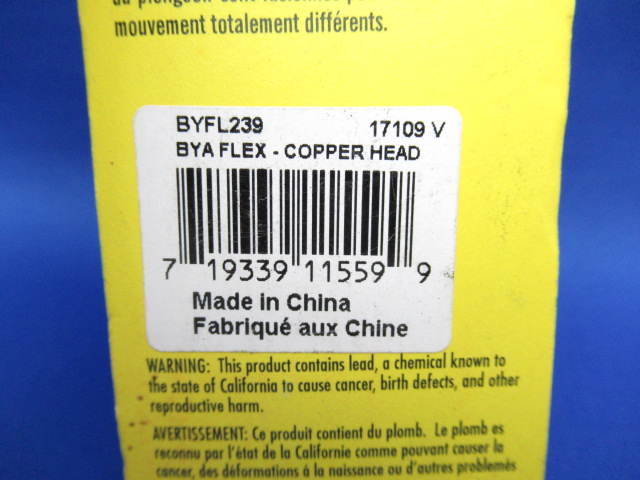 mouvement totalement différents.
BYFL239 17109 V
BYA FLEX - COPPER HEAD
7 19339 11559 9
Made in China
Fabriqué aux Chine
WARNING: This product contains lead, a chemical known to
the state of California to cause cancer, birth defects, and other
reproductive harm.
AVERTISSEMENT: Ce produit contient du plomb. Le plomb es
reconnu par l'état de la Californie comme pouvant causer la
cancer, des déformations à la naissance ou d'autres problemés